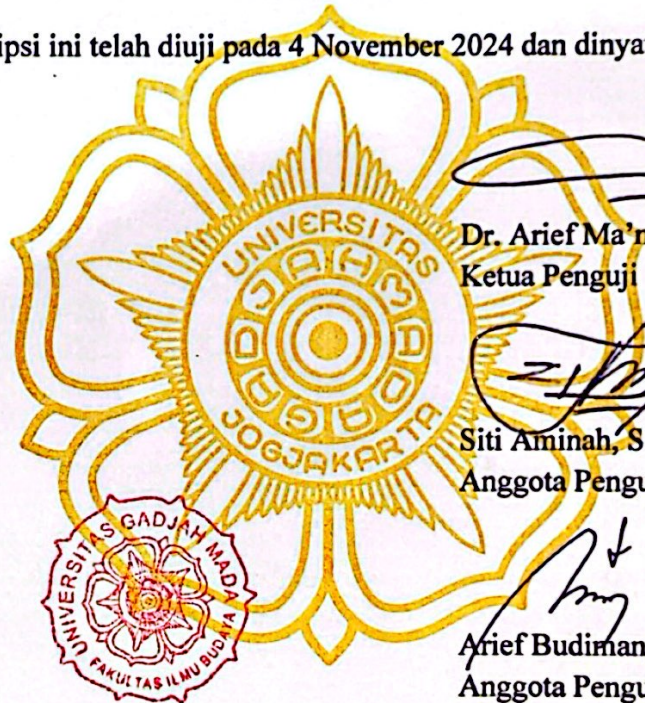 ipsi ini telah diuji pada 4 November 2024 dan dinya
UNIVERSITAS
GADJAH MADA
JOGJAKARTA
Dr. Arief Ma'n
Ketua Penguji
Siti Aminah, S
Anggota Pengu
UNIVERSITAS GADJAH MADA
FAKULTAS ILMU BUDAYA
Arief Budiman
Anggota Pengu